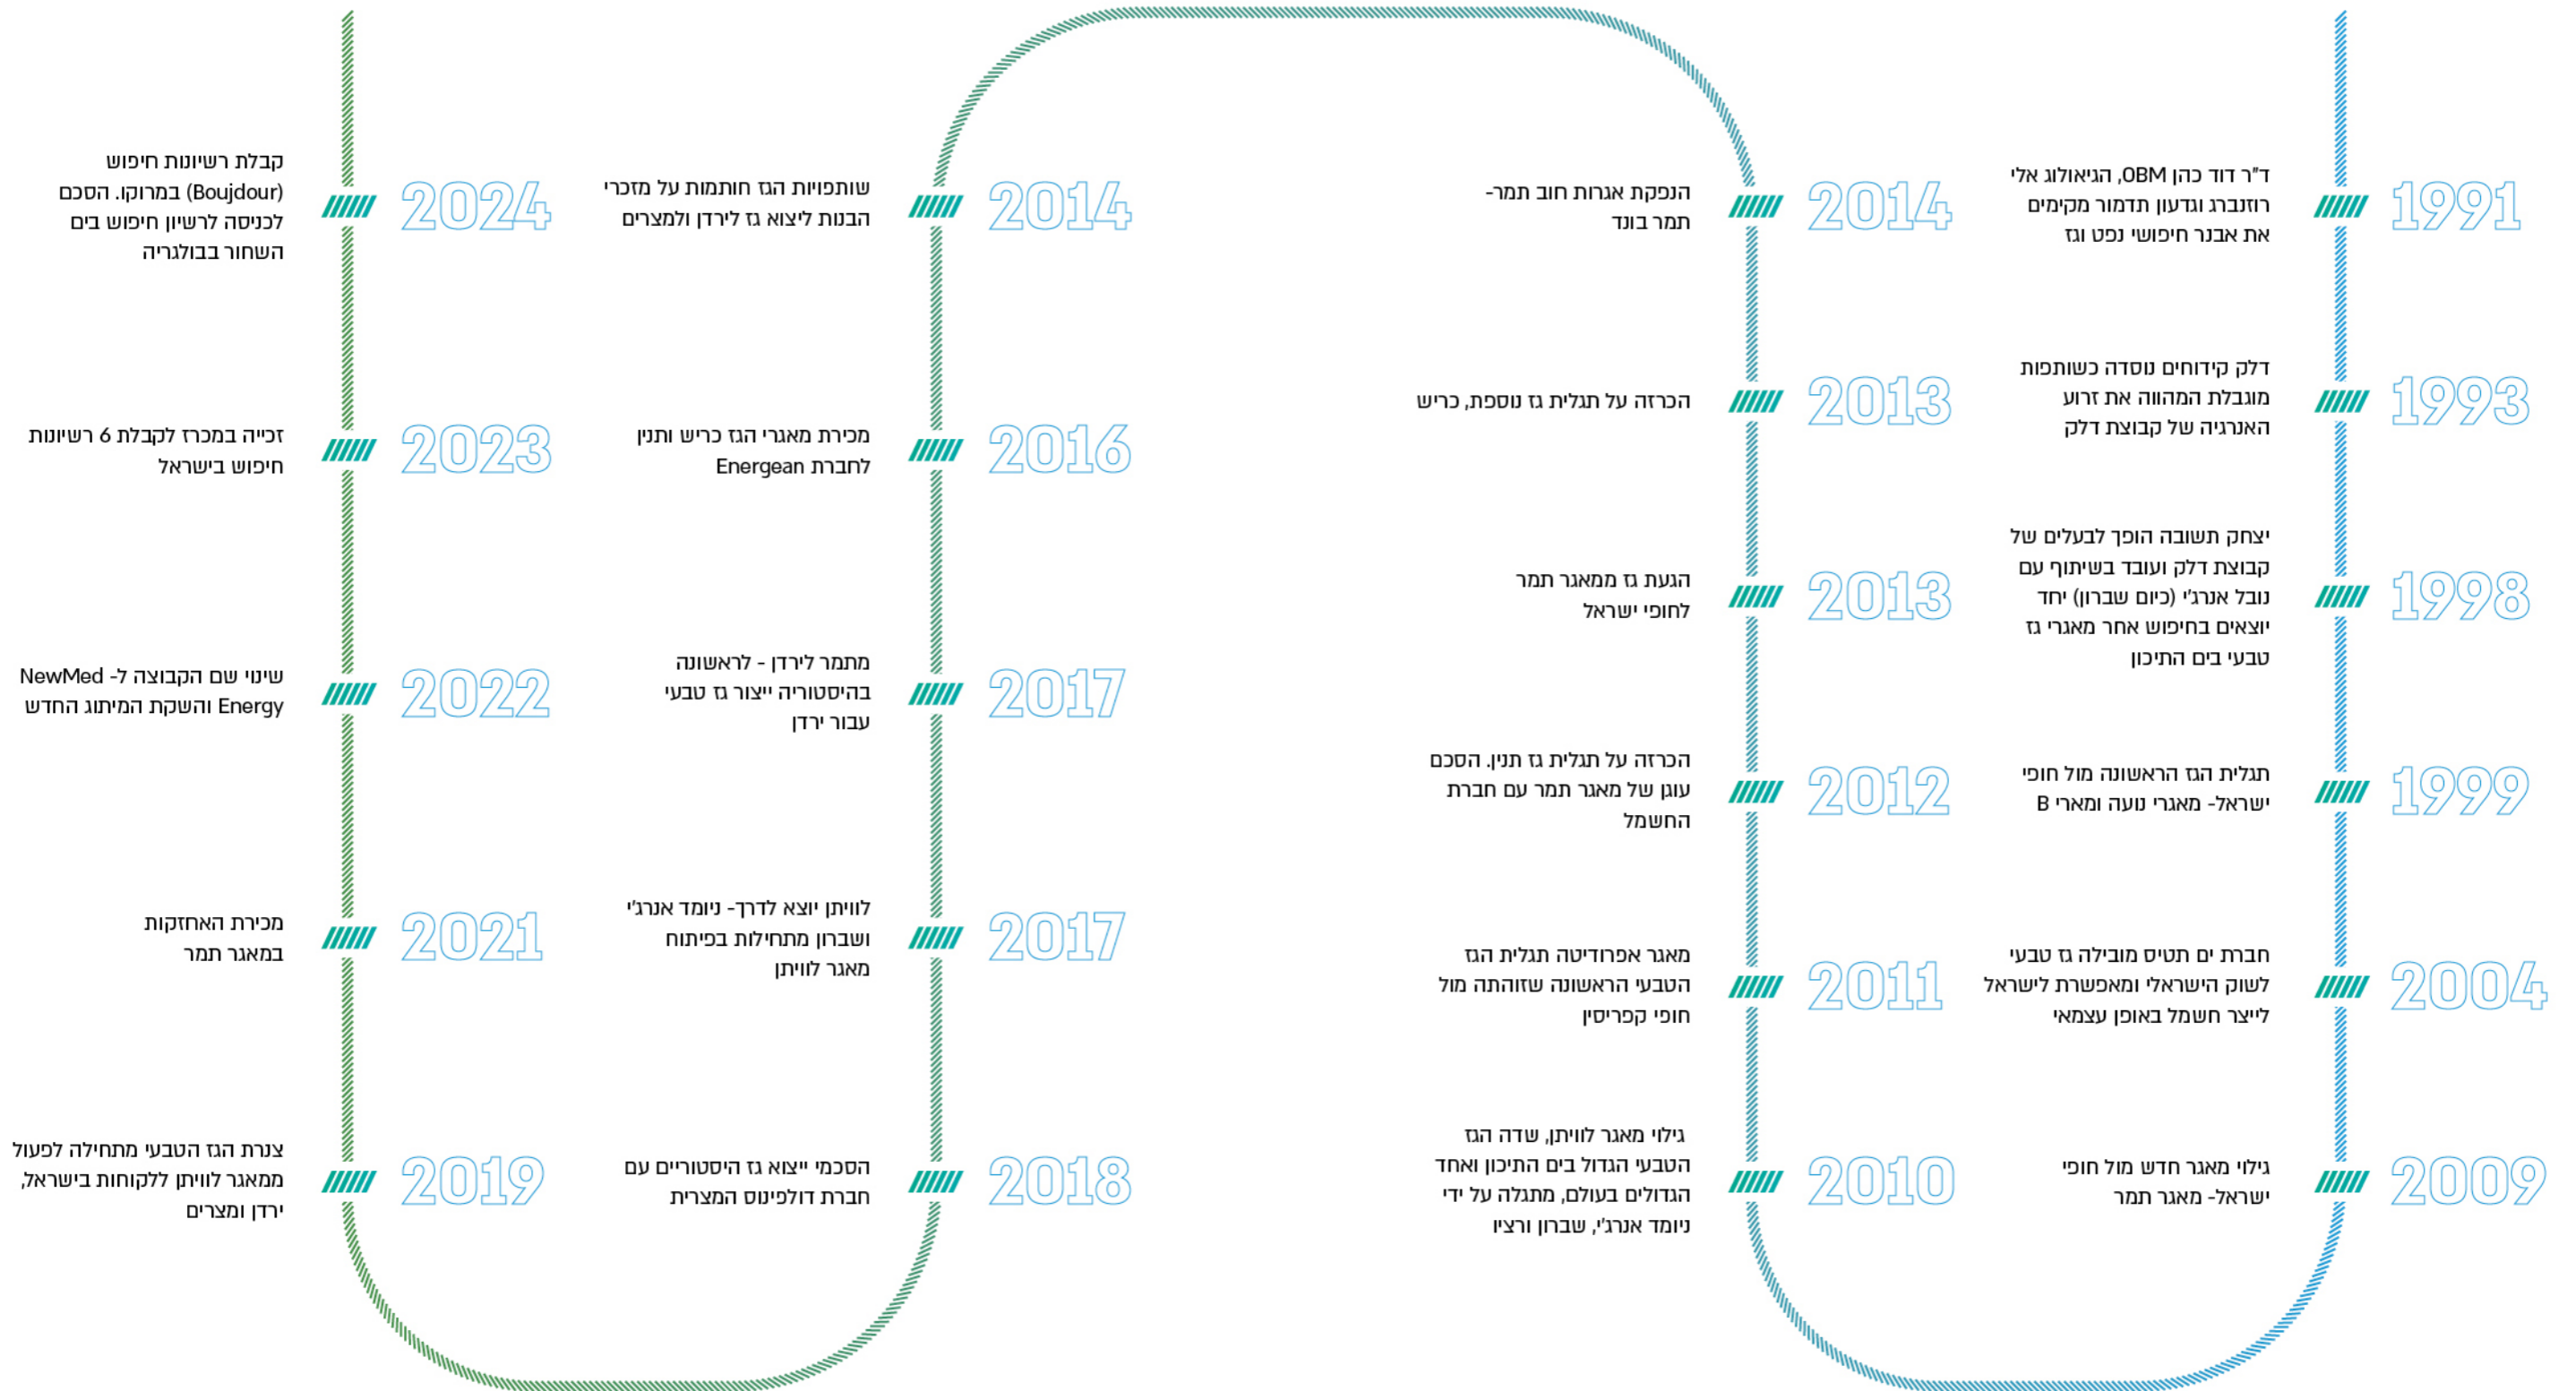 1991
ד"ר דוד כהן OBM, הגיאולוג אלי
רוזנברג וגדעון תדמור מקימים
את אבנר חיפושי נפט וגז
1993
דלק קידוחים נוסדה כשותפות
מוגבלת המהווה את זרוע
האנרגיה של קבוצת דלק
1998
יצחק תשובה הופך לבעלים של
קבוצת דלק ועובד בשיתוף עם
נובל אנרג'י (כיום שברון) יחד
יוצאים בחיפוש אחר מאגרי גז
טבעי בים התיכון
1999
תגלית הגז הראשונה מול חופי
ישראל- מאגרי נועה ומארי B
2004
חברת ים תטיס מובילה גז טבעי
לשוק הישראלי ומאפשרת לישראל
לייצר חשמל באופן עצמאי
2009
גילוי מאגר חדש מול חופי
ישראל- מאגר תמר
2010
גילוי מאגר לוויתן, שדה הגז
הטבעי הגדול בים התיכון ואחד
הגדולים בעולם, מתגלה על ידי
ניומד אנרג'י, שברון ורציו
2011
מאגר אפרודיטה תגלית הגז
הטבעי הראשונה שזוהתה מול
חופי קפריסין
2012
הכרזה על תגלית גז תנין. הסכם
עוגן של מאגר תמר עם חברת
החשמל
2013
הגעת גז ממאגר תמר
לחופי ישראל
2013
הכרזה על תגלית גז נוספת, כריש
2014
הנפקת אגרות חוב תמר-
תמר בונד
2014
שותפויות הגז חותמות על מזכרי
הבנות ליצוא גז לירדן ולמצרים
2016
מכירת מאגרי הגז כריש ותנין
לחברת Energean
2017
מתמר לירדן - לראשונה
בהיסטוריה ייצור גז טבעי
עבור ירדן
2017
לוויתן יוצא לדרך- ניומד אנרג'י
ושברון מתחילות בפיתוח
מאגר לוויתן
2018
הסכמי ייצוא גז היסטוריים עם
חברת דולפינוס המצרית
2019
צנרת הגז הטבעי מתחילה לפעול
ממאגר לוויתן ללקוחות בישראל,
ירדן ומצרים
2021
מכירת האחזקות
במאגר תמר
2022
שינוי שם הקבוצה ל- NewMed
Energy והשקת המיתוג החדש
2023
זכייה במכרז לקבלת 6 רשיונות
חיפוש בישראל
2024
קבלת רשיונות חיפוש
(Boujdour) במרוקו. הסכם
לכניסה לרשיון חיפוש בים
השחור בבולגריה